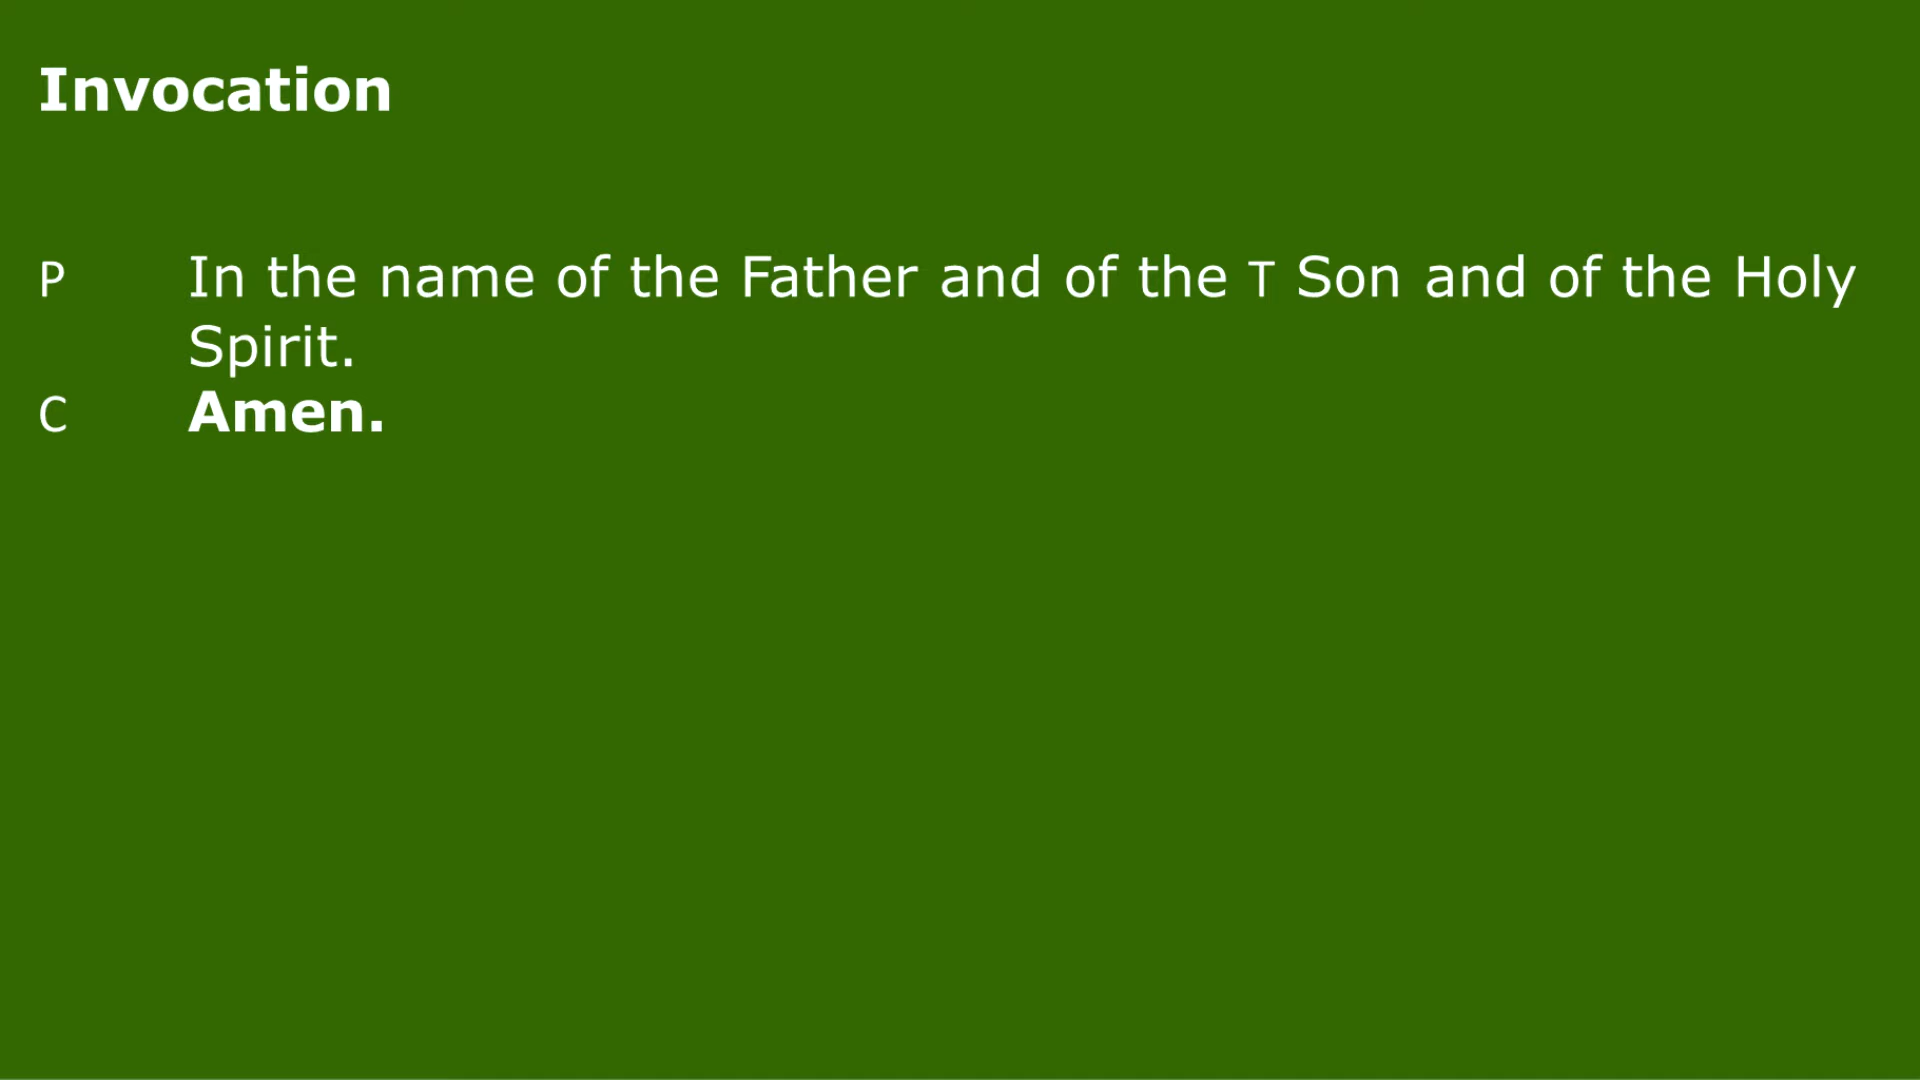 Invocation
P In the name of the Father and of the T Son and of the Holy
Spirit.
C Amen.